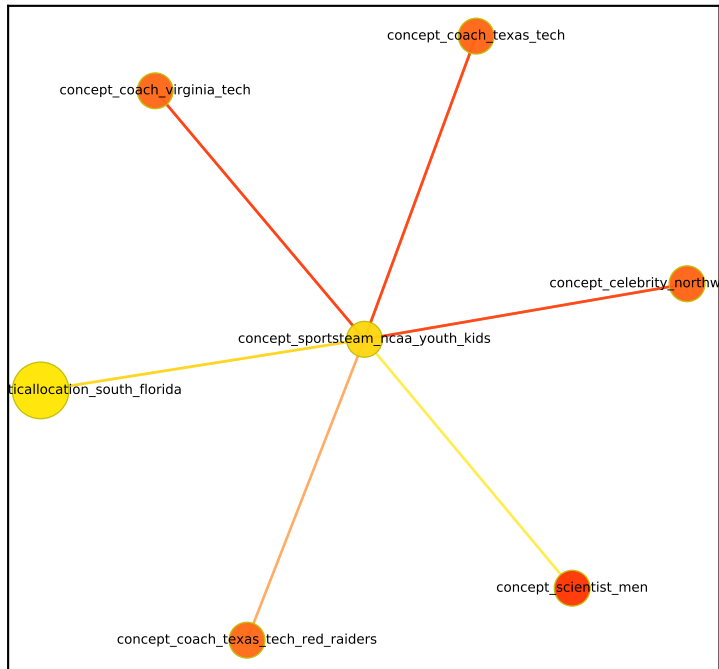 concept_coach_texas_tech
concept_coach_virginia_tech
concept_celebrity_northw
concept_sportsteam_ncaa_youth_kids
ticallocation_south_florida
concept_scientist_men
concept_coach_texas_tech_red_raiders